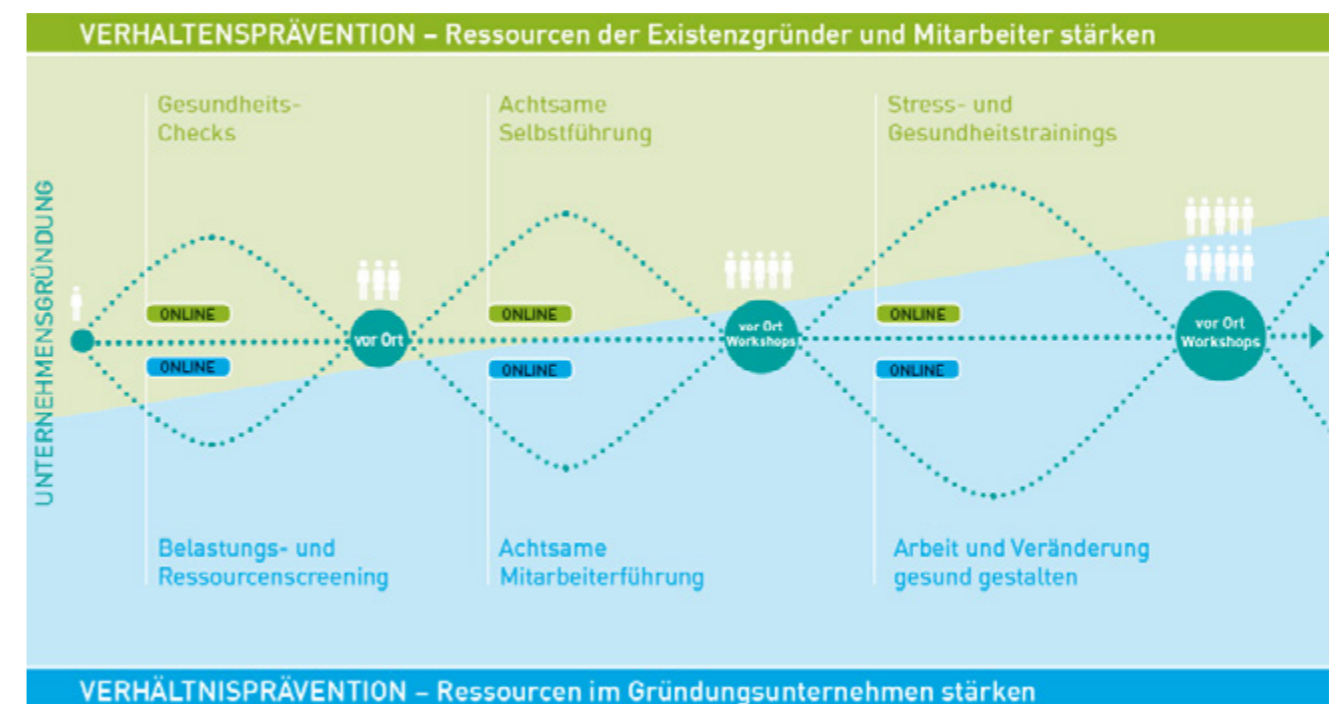 VERHALTENSPRÄVENTION – Ressourcen der Existenzgründer und Mitarbeiter stärken
Gesundheits-
Checks
Achtsame
Selbstführung
Stress- und
Gesundheitstrainings
UNTERNEHMENSGRÜNDUNG
ONLINE
ONLINE
ONLINE
vor Ort
vor Ort
Workshops
vor Ort
Workshops
ONLINE
ONLINE
ONLINE
Belastungs- und
Ressourcenscreening
Achtsame
Mitarbeiterführung
Arbeit und Veränderung
gesund gestalten
VERHÄLTNISPRÄVENTION – Ressourcen im Gründungsunternehmen stärken